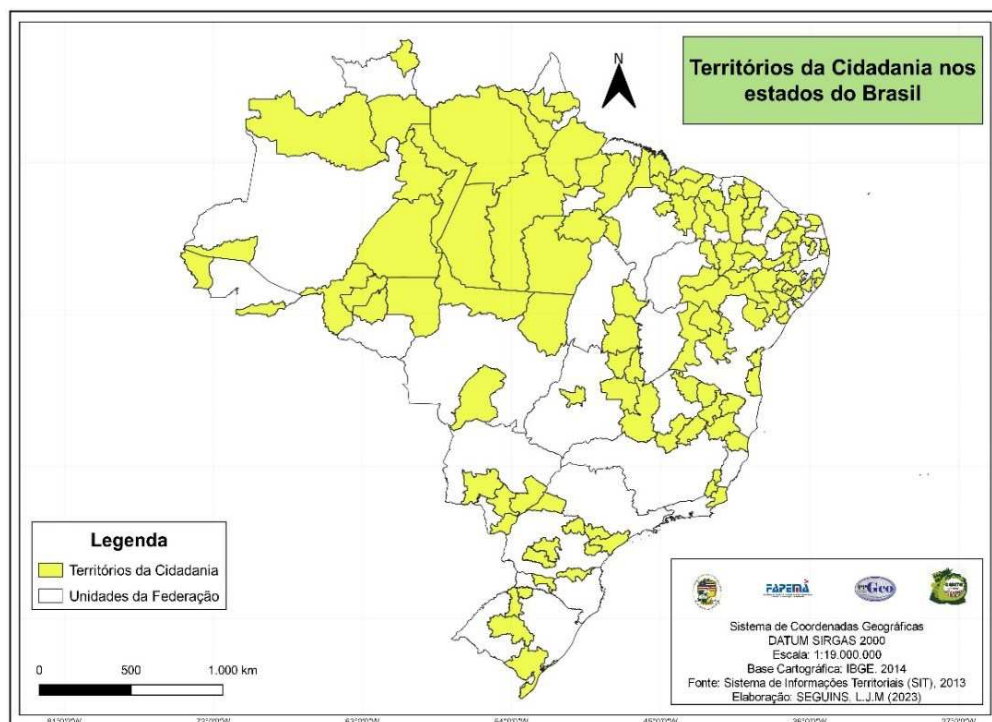 Territórios da Cidadania nos
estados do Brasil
N
Legenda
Territórios da Cidadania
Unidades da Federação
0 500 1.000 km
FAPEMA
Geo
Sistema de Coordenadas Geográficas
DATUM SIRGAS 2000
Escala: 1:19.000.000
Base Cartográfica: IBGE. 2014
Fonte: Sistema de Informações Territoriais (SIT), 2013
Elaboração: SEGUINS. L.J.M (2023)